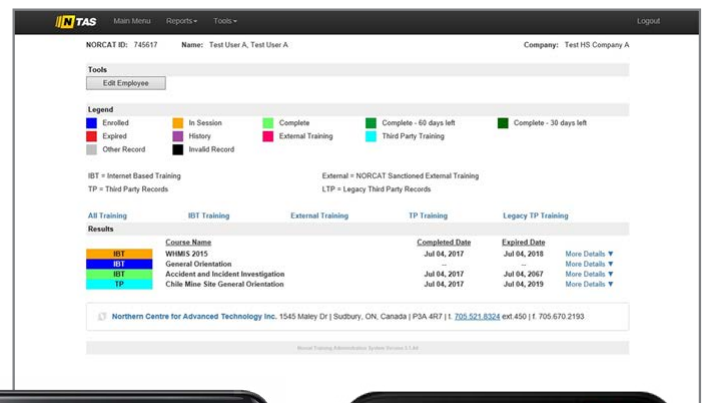 NTAS Main Menu Reports Tools Logout
NORCAT ID: 745617 Name: Test User A, Test User A Company: Test HS Company A
Tools
Edit Employee
Legend
Enrolled In Session Complete Complete - 60 days left Complete - 30 days left
Expired History External Training Third Party Training
Other Record Invalid Record
IBT = Internet Based Training External = NORCAT Sanctioned External Training
TP = Third Party Records LTP = Legacy Third Party Records
All Training IBT Training External Training TP Training Legacy TP Training
Results
Course Name Completed Date Expired Date
IBT WHMIS 2015 Jul 04, 2017 Jul 04, 2018 More Details ▼
IBT General Orientation -- -- More Details ▼
IBT Accident and Incident Investigation Jul 04, 2017 Jul 04, 2067 More Details ▼
TP Chile Mine Site General Orientation Jul 04, 2017 Jul 04, 2019 More Details ▼
Northern Centre for Advanced Technology Inc. 1545 Maley Dr | Sudbury, ON, Canada | P3A 4R7 | t. 705.521.8324 ext.450 | f. 705.670.2193